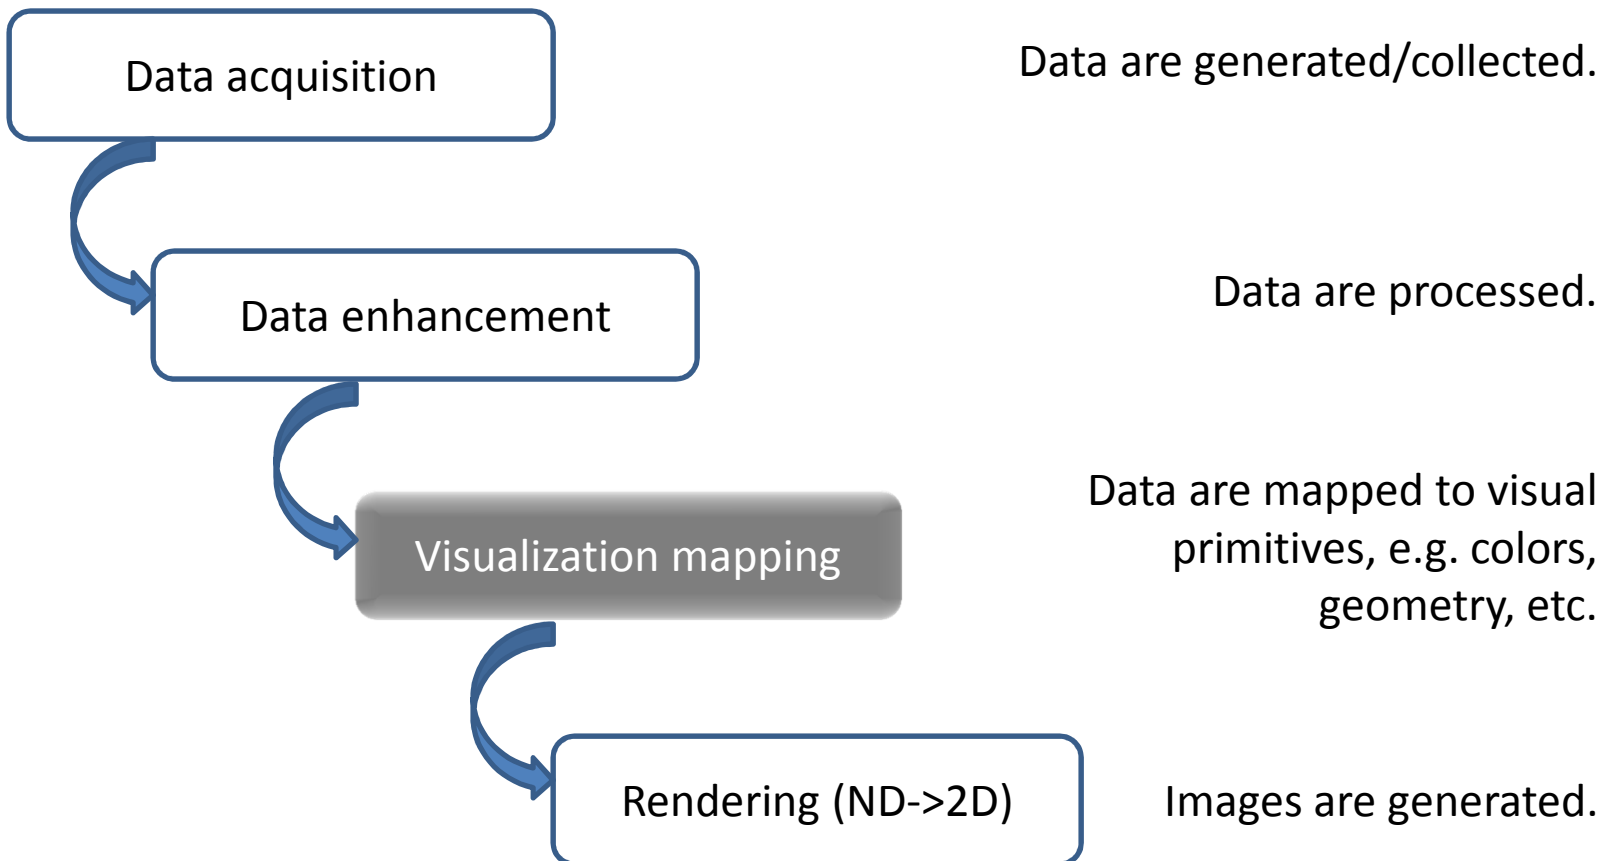 Data acquisition
Data are generated/collected.
Data enhancement
Data are processed.
Visualization mapping
Data are mapped to visual
primitives, e.g. colors,
geometry, etc.
Rendering (ND->2D)
Images are generated.